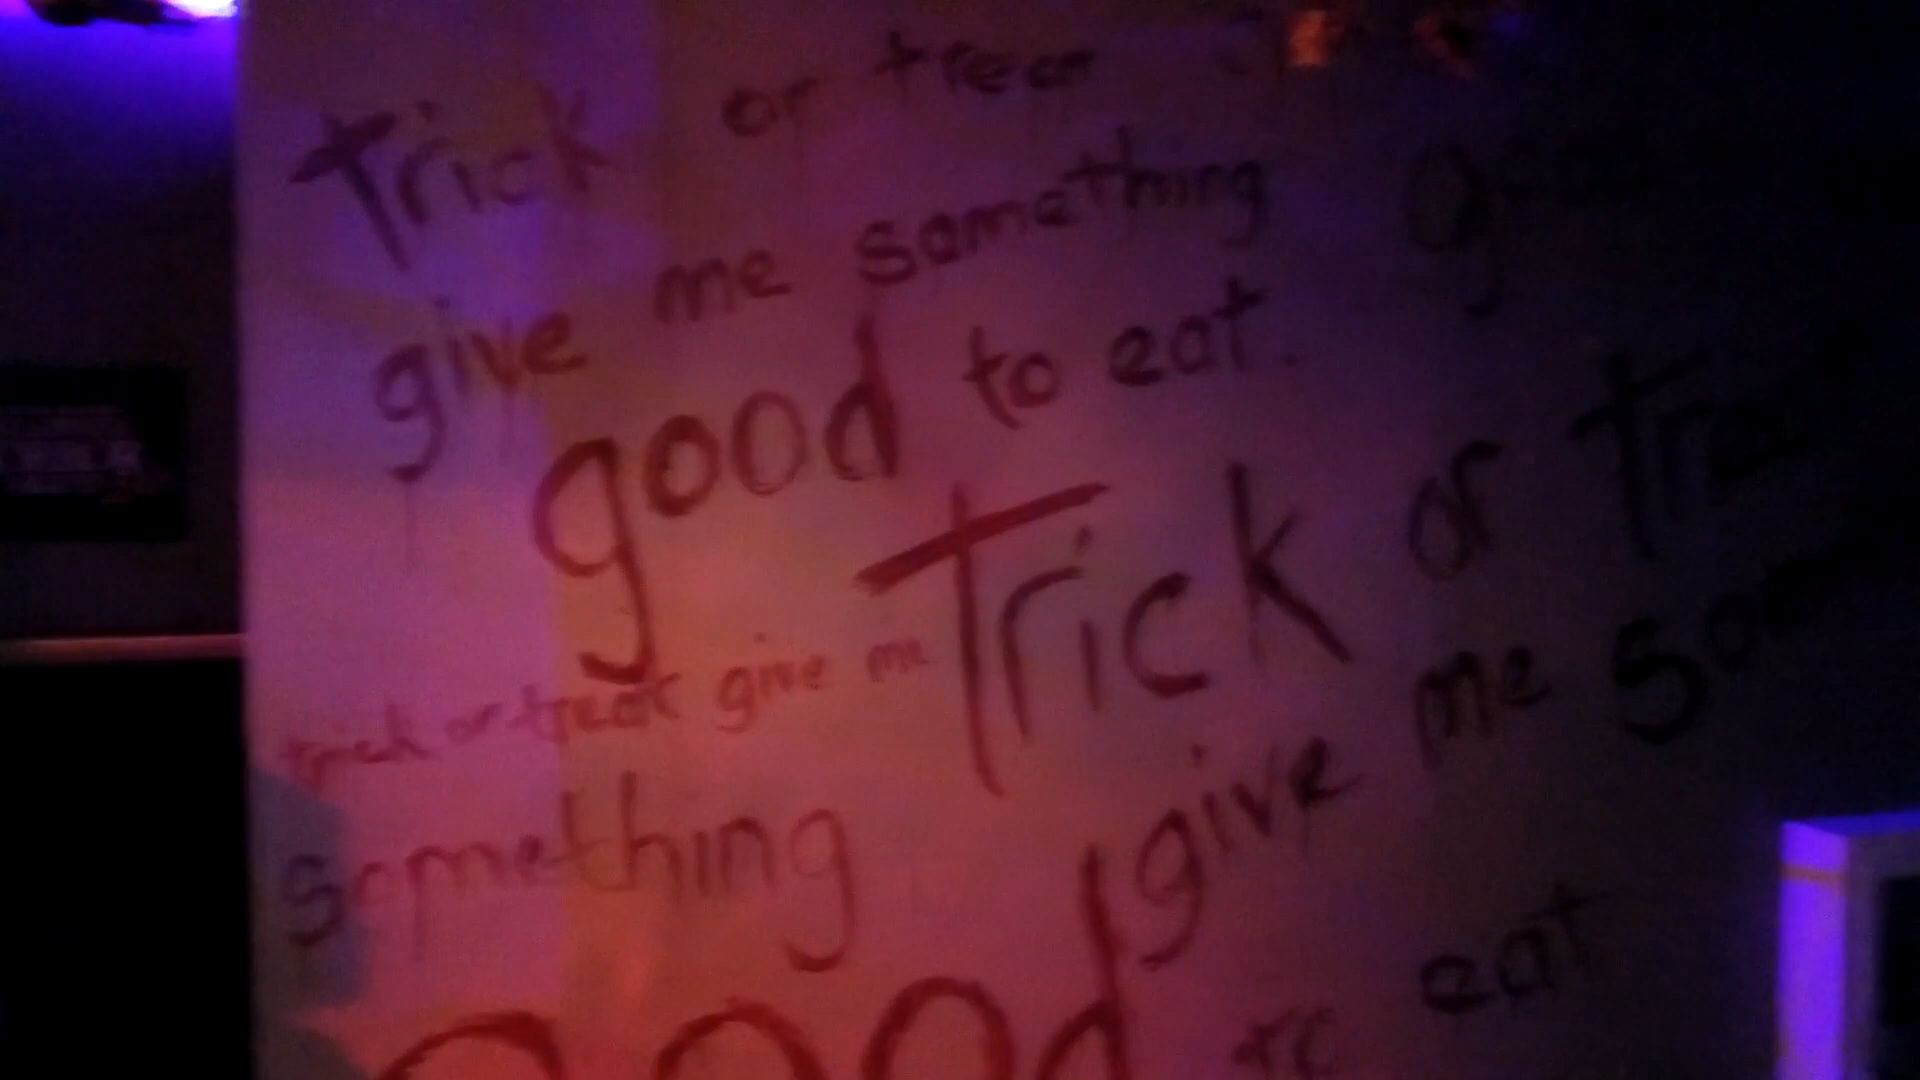 Trick or treat
give me something
good to eat.
Trick or
trick or treat give me
give me
something
good to eat